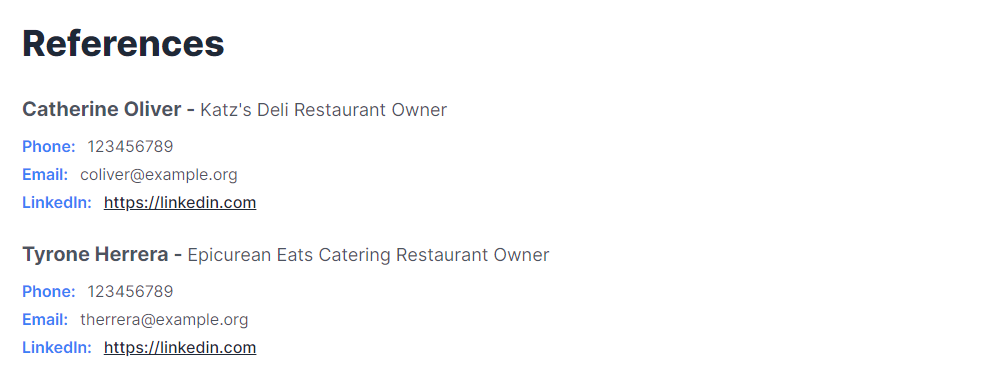 References
Catherine Oliver - Katz's Deli Restaurant Owner
Phone: 123456789
Email: coliver@example.org
LinkedIn: https://linkedin.com
Tyrone Herrera - Epicurean Eats Catering Restaurant Owner
Phone: 123456789
Email: therrera@example.org
LinkedIn: https://linkedin.com